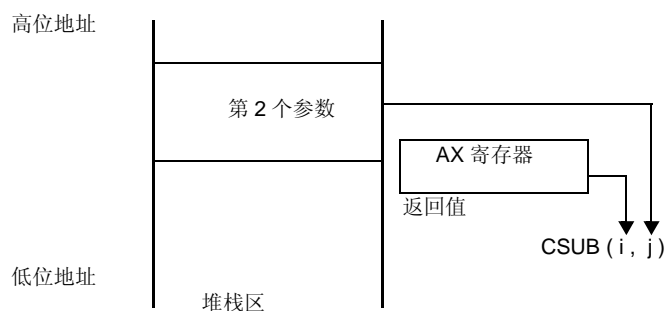 高位地址
第 2 个参数
AX 寄存器
返回值
CSUB ( i , j )
低位地址
堆栈区